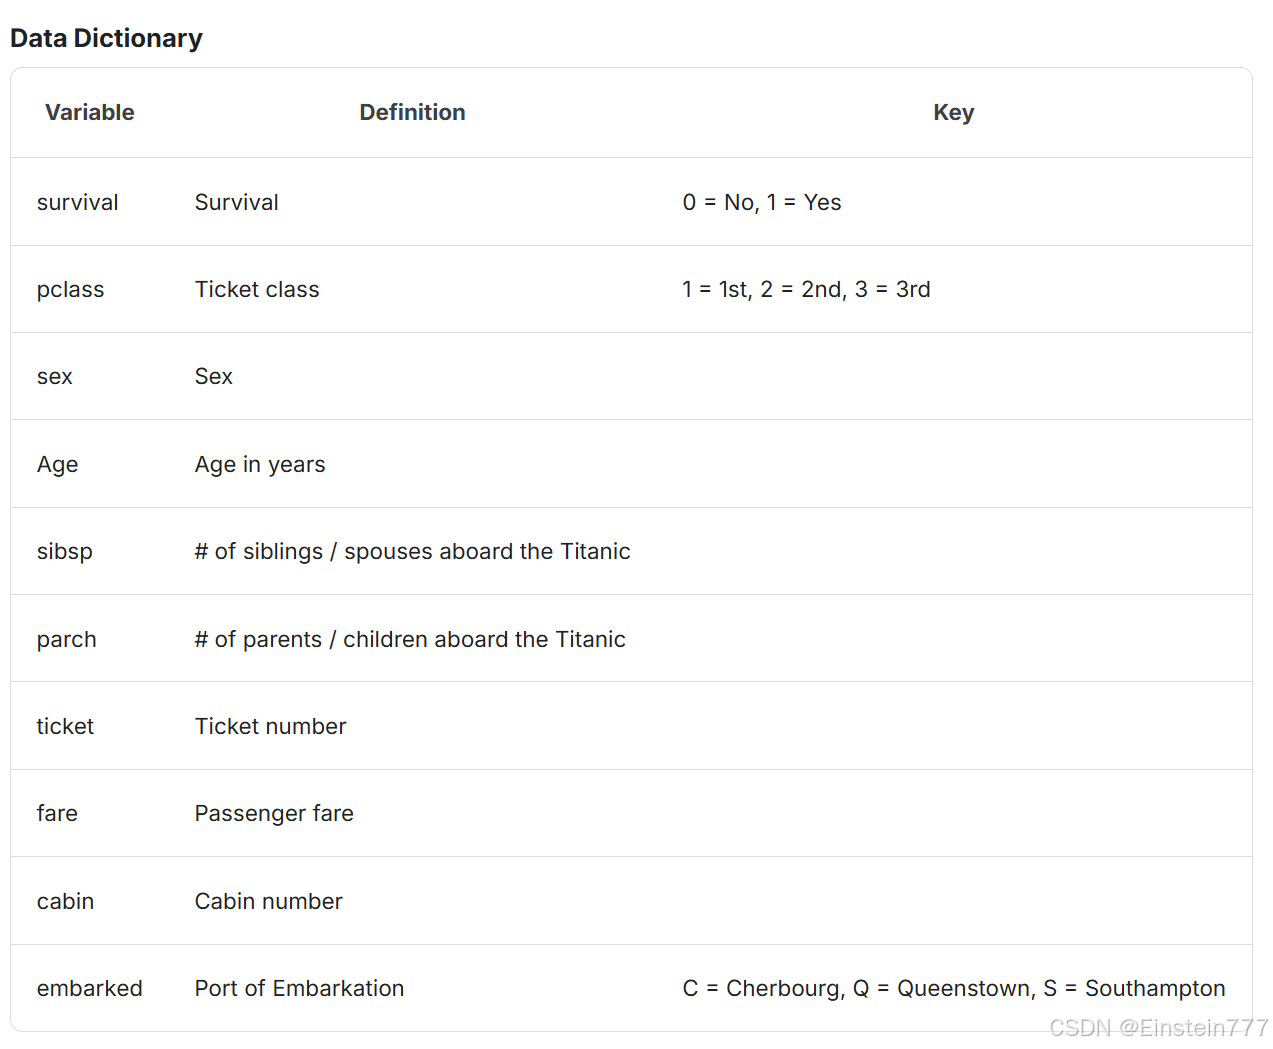 Data Dictionary
Variable Definition Key
survival Survival 0 = No, 1 = Yes
pclass Ticket class 1 = 1st, 2 = 2nd, 3 = 3rd
sex Sex
Age Age in years
sibsp # of siblings / spouses aboard the Titanic
parch # of parents / children aboard the Titanic
ticket Ticket number
fare Passenger fare
cabin Cabin number
embarked Port of Embarkation C = Cherbourg, Q = Queenstown, S = Southampton
CSDN @Einstein777